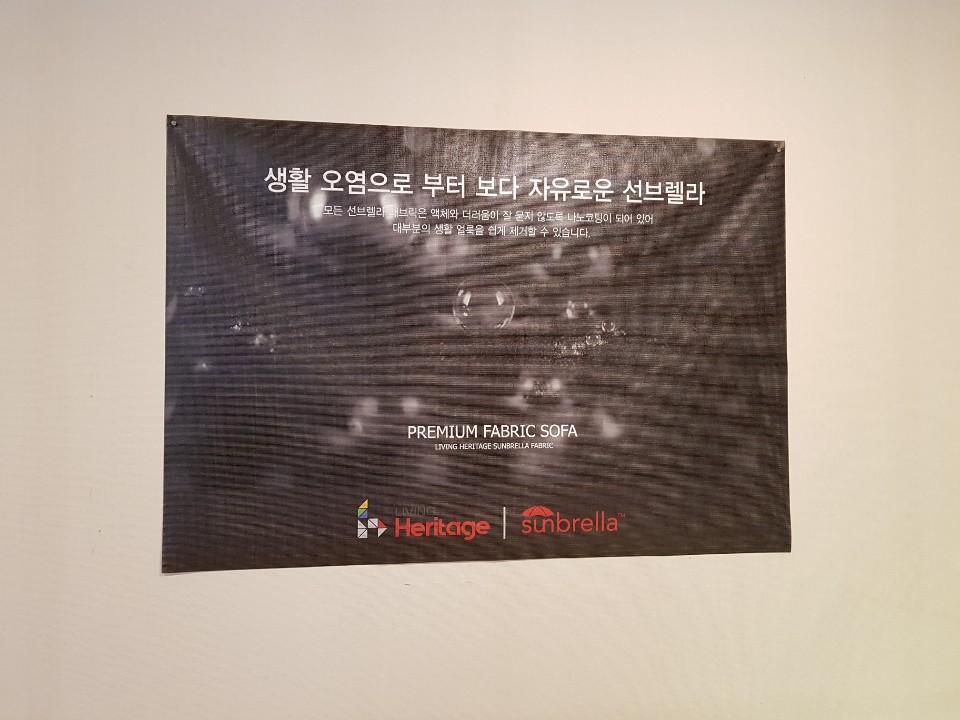 생활 오염으로 부터 보다 자유로운 선브렐라
모든 선브렐라 패브릭은 액체와 더러움이 잘 묻지 않도록 나노코팅이 되어 있어
대부분의 생활 얼룩을 쉽게 제거할 수 있습니다.
PREMIUM FABRIC SOFA
LIVING HERITAGE SUNBRELLA FABRIC
LIVING
Heritage | sunbrella™